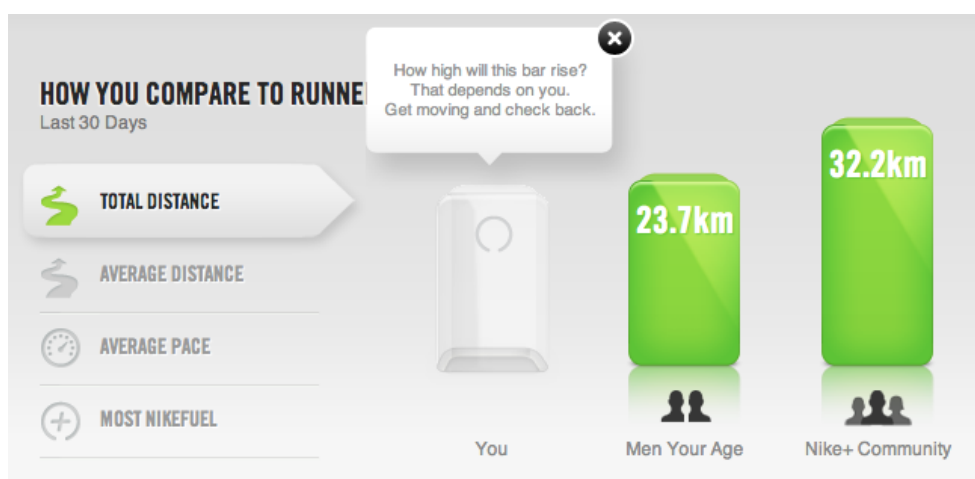 HOW YOU COMPARE TO RUNNE
Last 30 Days
How high will this bar rise?
That depends on you.
Get moving and check back.
TOTAL DISTANCE
AVERAGE DISTANCE
AVERAGE PACE
MOST NIKEFUEL
23.7km
32.2km
You
Men Your Age
Nike+ Community